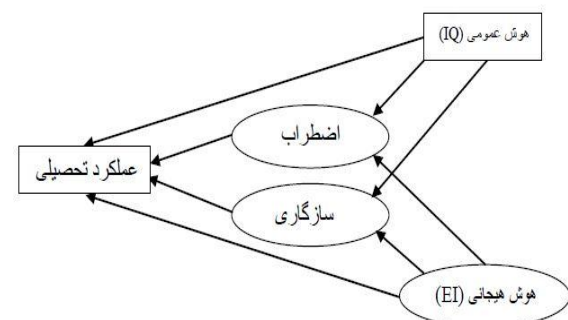 هوش عمومی (IQ)
اضطراب
عملکرد تحصیلی
سازگاری
هوش هیجانی (EI)